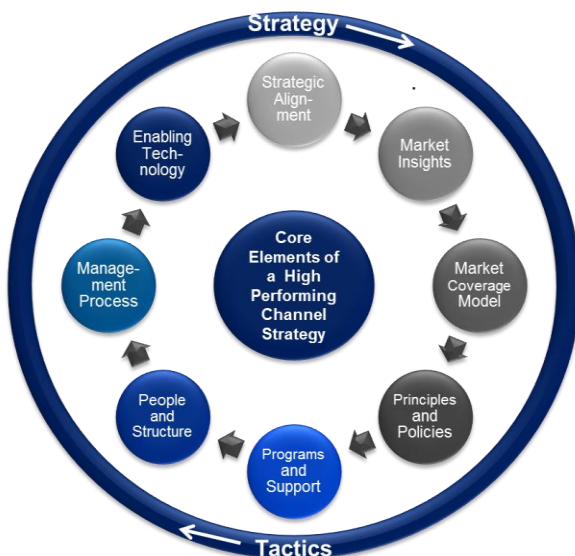 Strategy
Strategic
Align-
ment
Market
Insights
Market
Coverage
Model
Principles
and
Policies
Programs
and
Support
People
and
Structure
Manage-
ment
Process
Enabling
Tech-
nology
Core
Elements of
a High
Performing
Channel
Strategy
Tactics